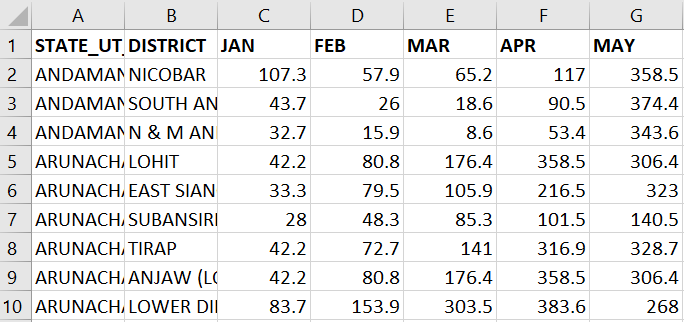 A B C D E F G
1 STATE_UT_ DISTRICT JAN FEB MAR APR MAY
2 ANDAMAN NICOBAR 107.3 57.9 65.2 117 358.5
3 ANDAMAN SOUTH AN 43.7 26 18.6 90.5 374.4
4 ANDAMAN N & M AN 32.7 15.9 8.6 53.4 343.6
5 ARUNACHA LOHIT 42.2 80.8 176.4 358.5 306.4
6 ARUNACHA EAST SIAN 33.3 79.5 105.9 216.5 323
7 ARUNACHA SUBANSIRI 28 48.3 85.3 101.5 140.5
8 ARUNACHA TIRAP 42.2 72.7 141 316.9 328.7
9 ARUNACHA ANJAW (LO 42.2 80.8 176.4 358.5 306.4
10 ARUNACHA LOWER DI 83.7 153.9 303.5 383.6 268